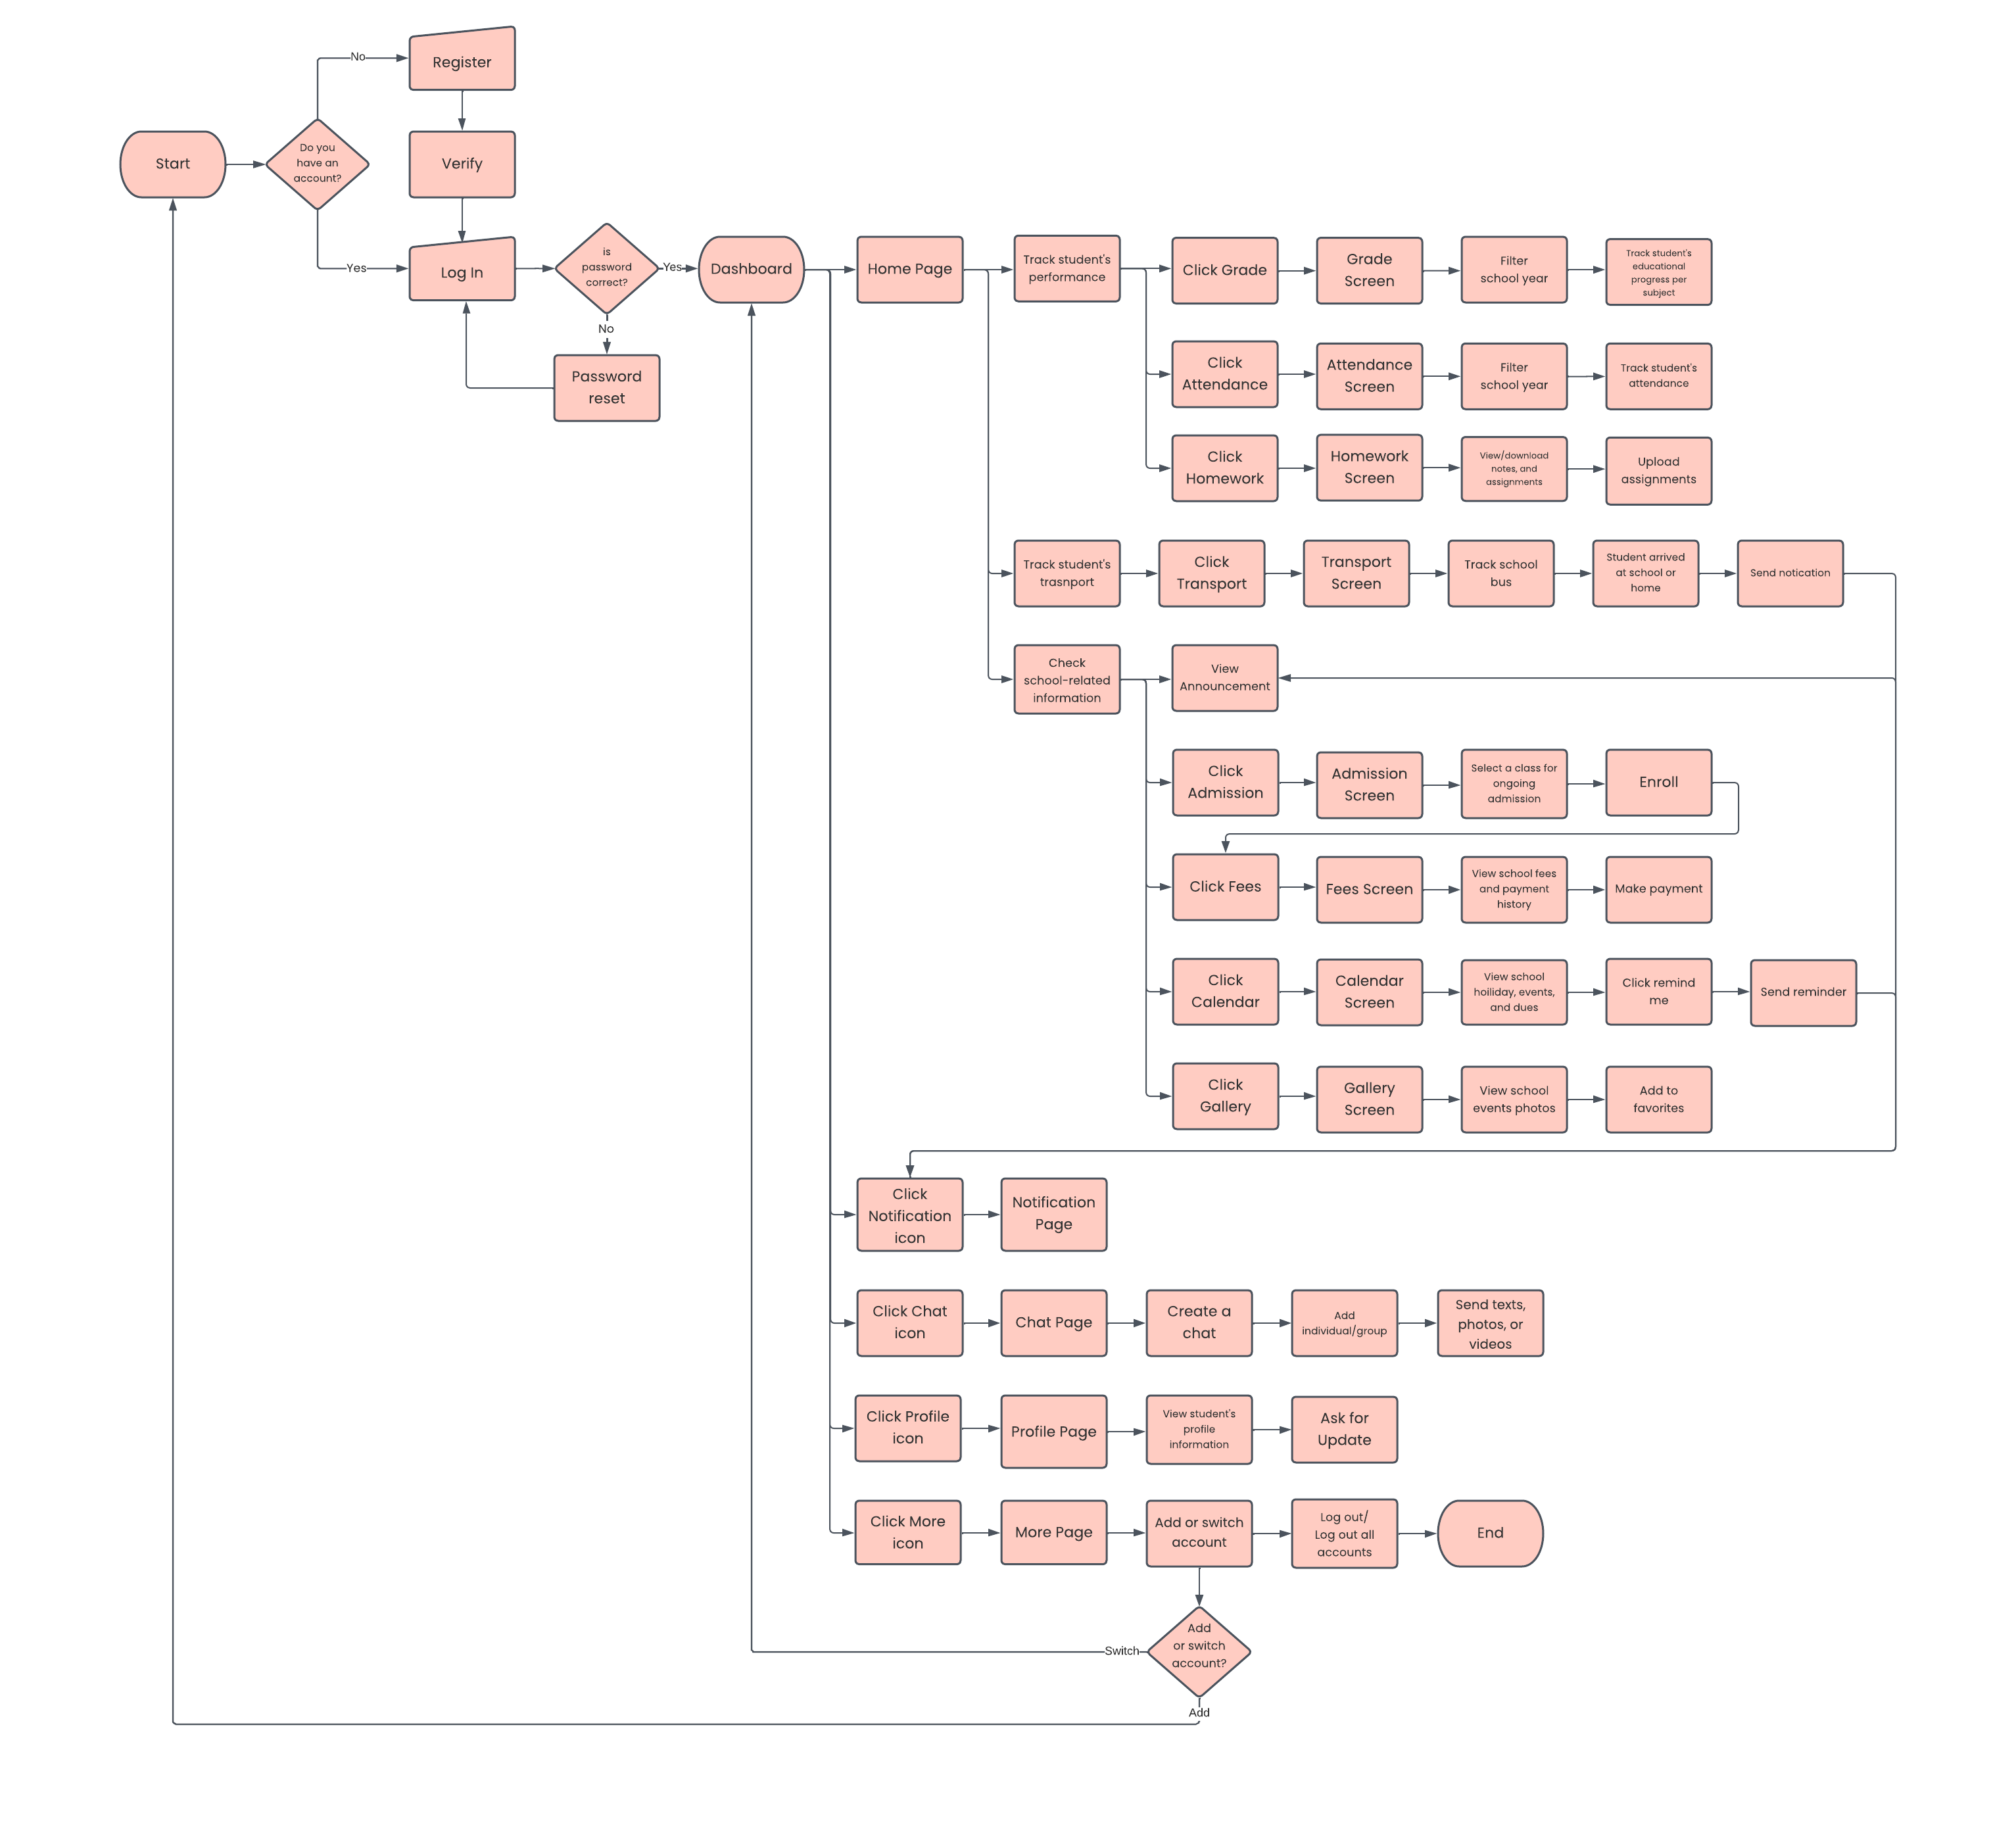 No
Register
Start
Do you
have an
account?
Verify
Yes
Log In
is
password
correct?
Yes
No
Password
reset
Dashboard
Home Page
Track student's
performance
Click Grade
Grade
Screen
Filter
school year
Track student's
educational
progress per
subject
Click
Attendance
Attendance
Screen
Filter
school year
Track student's
attendance
Click
Homework
Homework
Screen
View/download
notes, and
assignments
Upload
assignments
Track student's
trasnport
Click
Transport
Transport
Screen
Track school
bus
Student arrived
at school or
home
Send notication
Check
school-related
information
View
Announcement
Click
Admission
Admission
Screen
Select a class for
ongoing
admission
Enroll
Click Fees
Fees Screen
View school fees
and payment
history
Make payment
Click
Calendar
Calendar
Screen
View school
hoiliday, events,
and dues
Click remind
me
Send reminder
Click
Gallery
Gallery
Screen
View school
events photos
Add to
favorites
Click
Notification
icon
Notification
Page
Click Chat
icon
Chat Page
Create a
chat
Add
individual/group
Send texts,
photos, or
videos
Click Profile
icon
Profile Page
View student's
profile
information
Ask for
Update
Click More
icon
More Page
Add or switch
account
Log out/
Log out all
accounts
End
Add
or switch
account?
Switch
Add